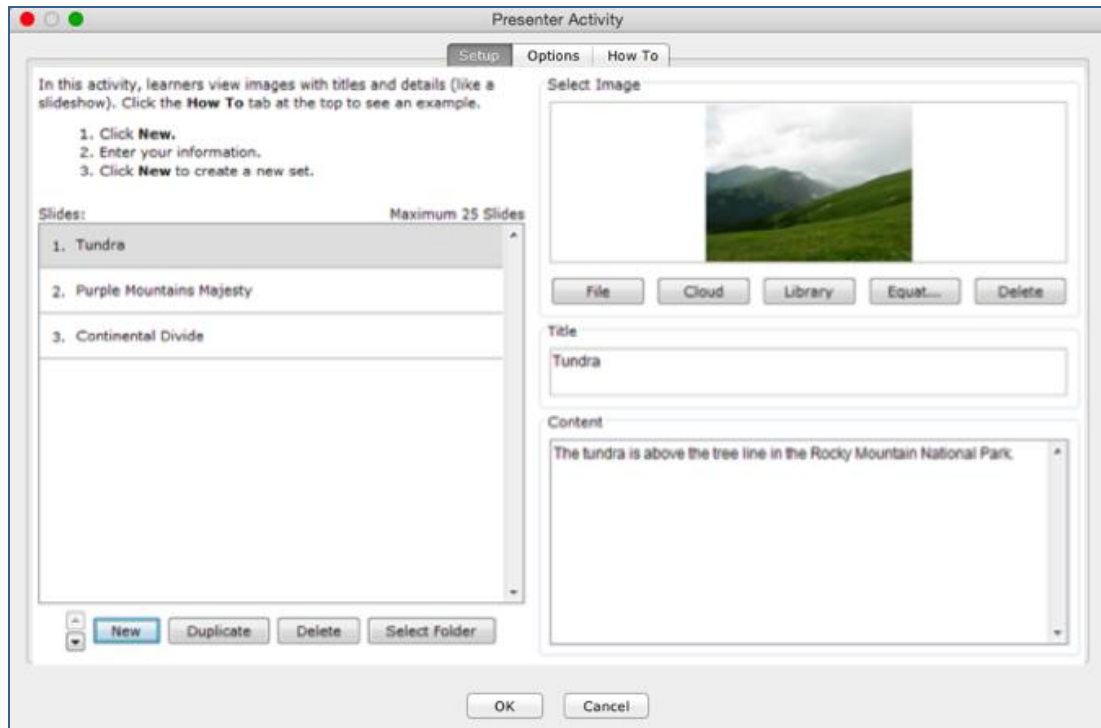 Presenter Activity
Setup
Options
How To
In this activity, learners view images with titles and details (like a
slideshow). Click the How To tab at the top to see an example.
1. Click New.
2. Enter your information.
3. Click New to create a new set.
Slides:
Maximum 25 Slides
1. Tundra
2. Purple Mountains Majesty
3. Continental Divide
New
Duplicate
Delete
Select Folder
Select Image
File
Cloud
Library
Equat...
Delete
Title
Tundra
Content
The tundra is above the tree line in the Rocky Mountain National Park.
OK
Cancel